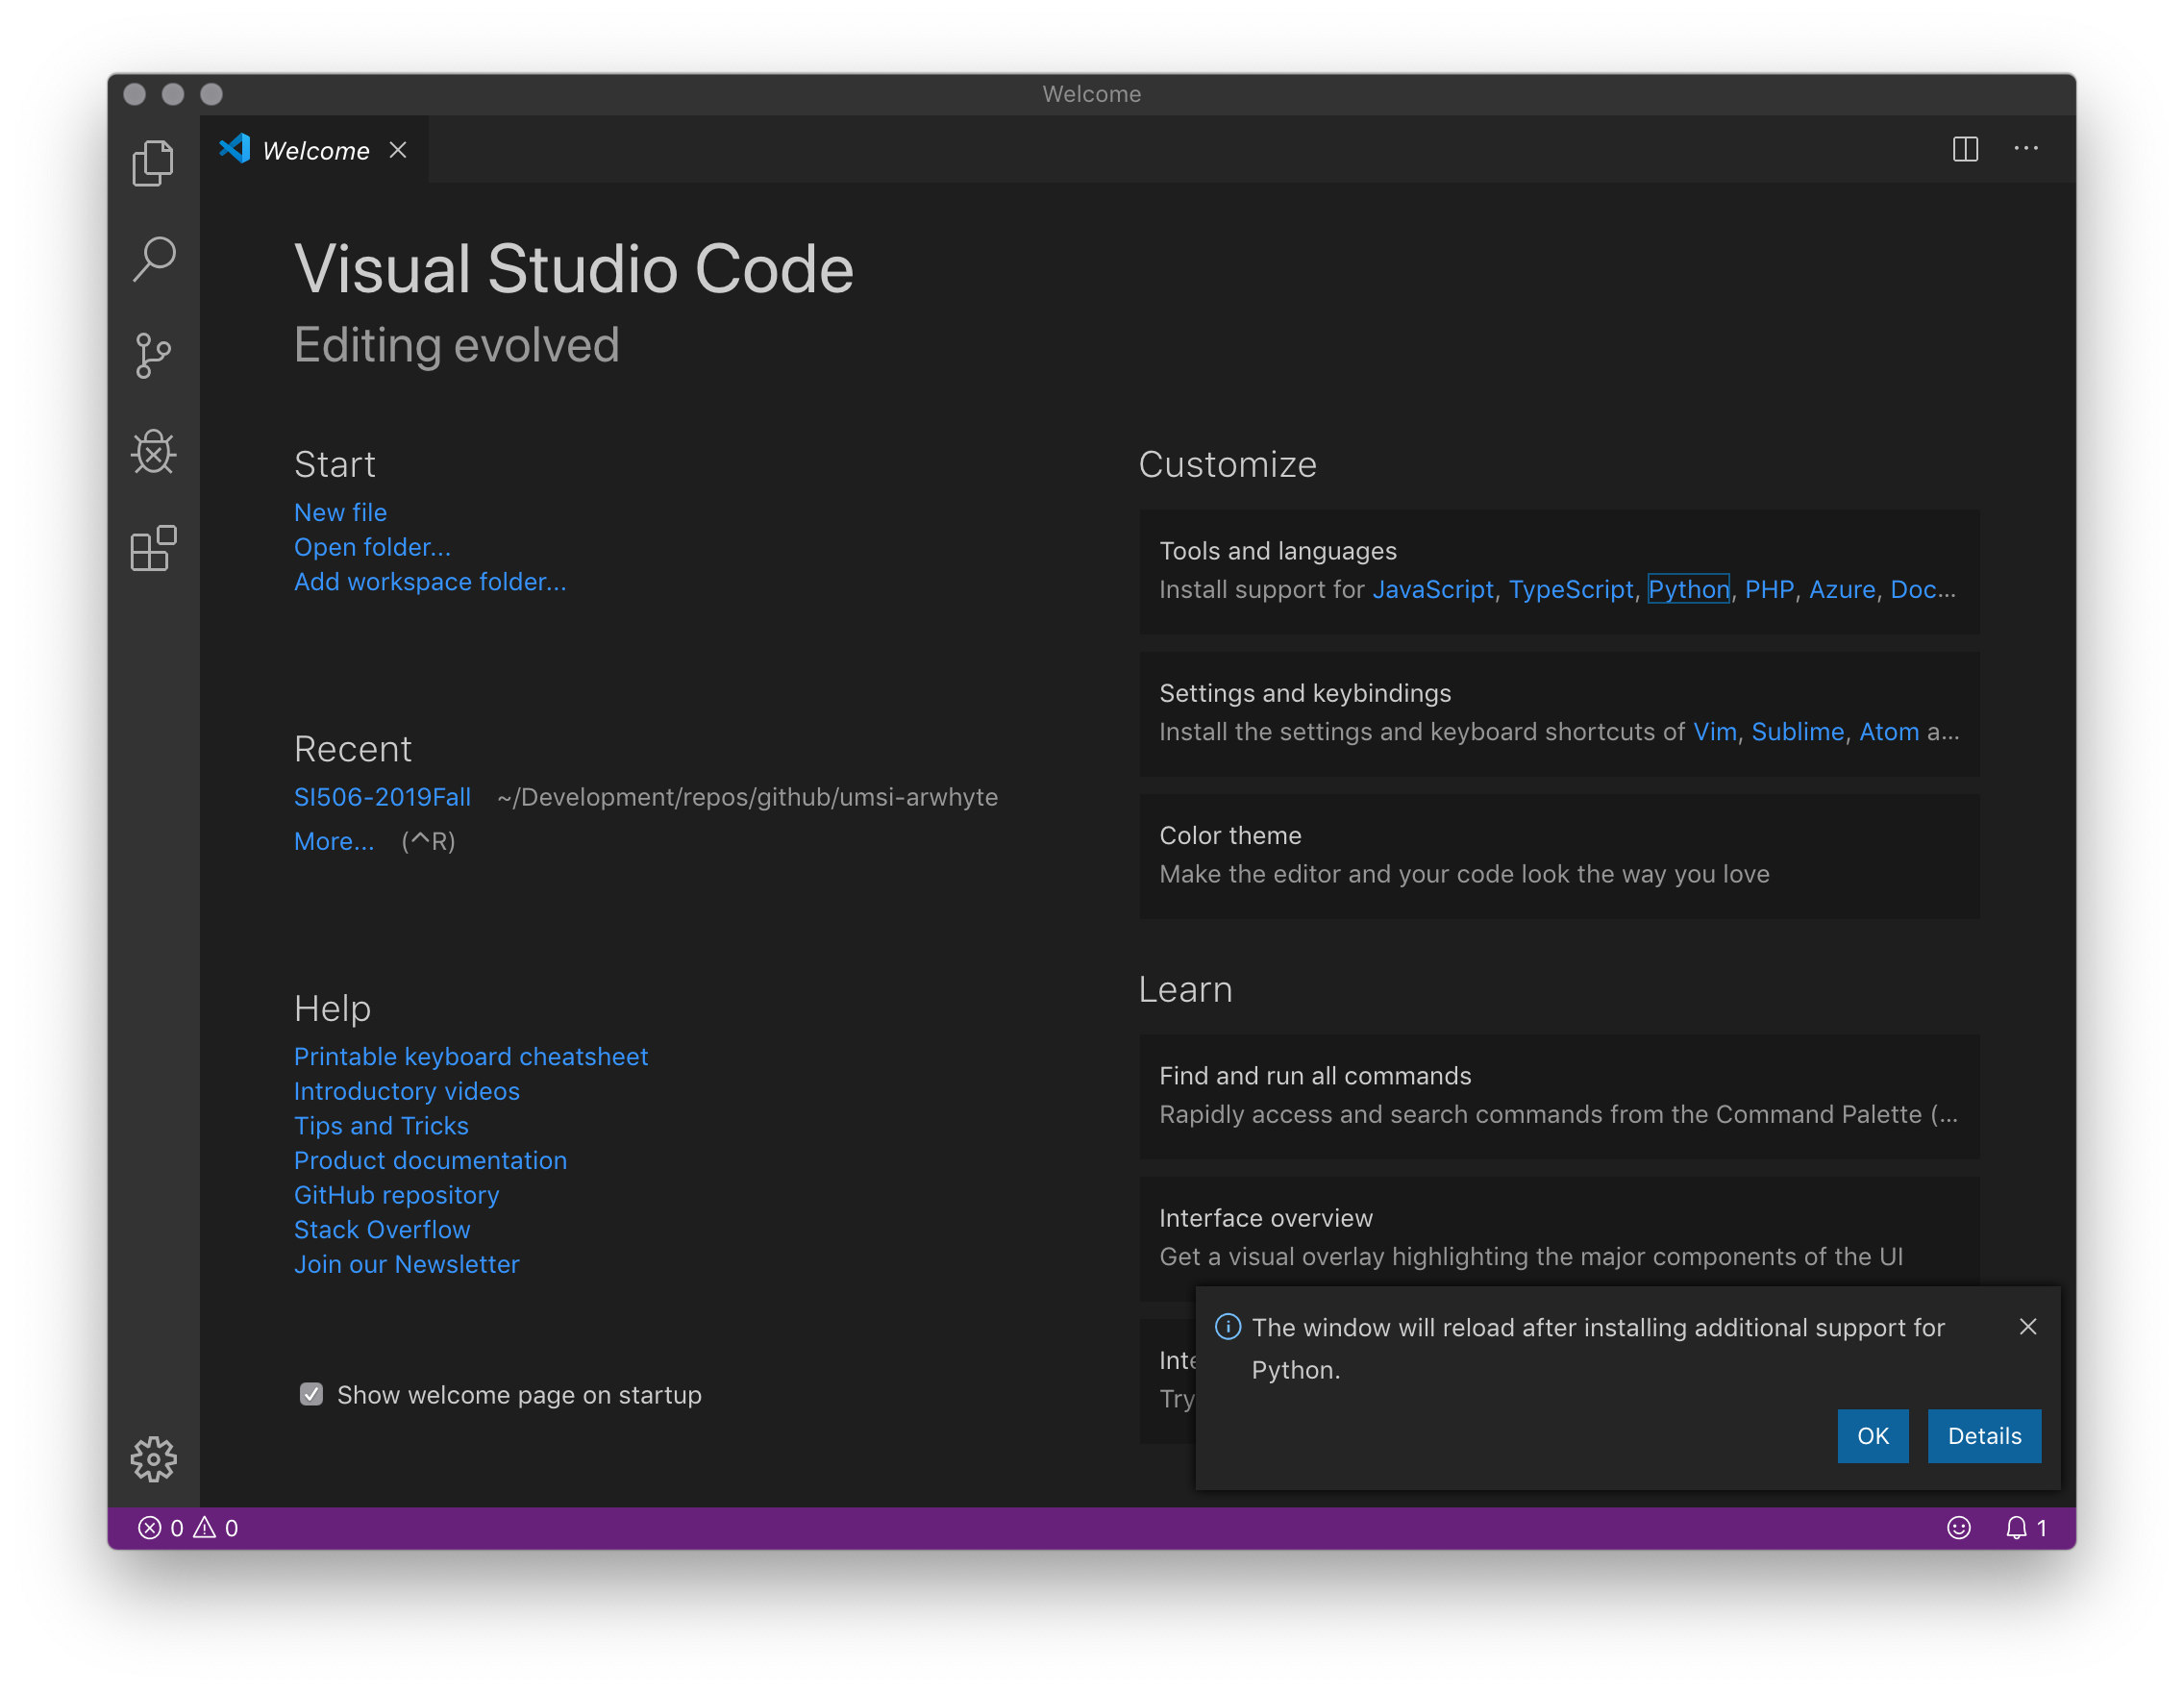 Welcome
Welcome
Visual Studio Code
Editing evolved
Start
New file
Open folder...
Add workspace folder...
Recent
SI506-2019Fall ~/Development/repos/github/umsi-arwhyte
More... (^R)
Help
Printable keyboard cheatsheet
Introductory videos
Tips and Tricks
Product documentation
GitHub repository
Stack Overflow
Join our Newsletter
Show welcome page on startup
Customize
Tools and languages
Install support for JavaScript, TypeScript, Python, PHP, Azure, Doc...
Settings and keybindings
Install the settings and keyboard shortcuts of Vim, Sublime, Atom a...
Color theme
Make the editor and your code look the way you love
Learn
Find and run all commands
Rapidly access and search commands from the Command Palette (...
Interface overview
Get a visual overlay highlighting the major components of the UI
Try
The window will reload after installing additional support for
Python.
OK Details
0 0
1